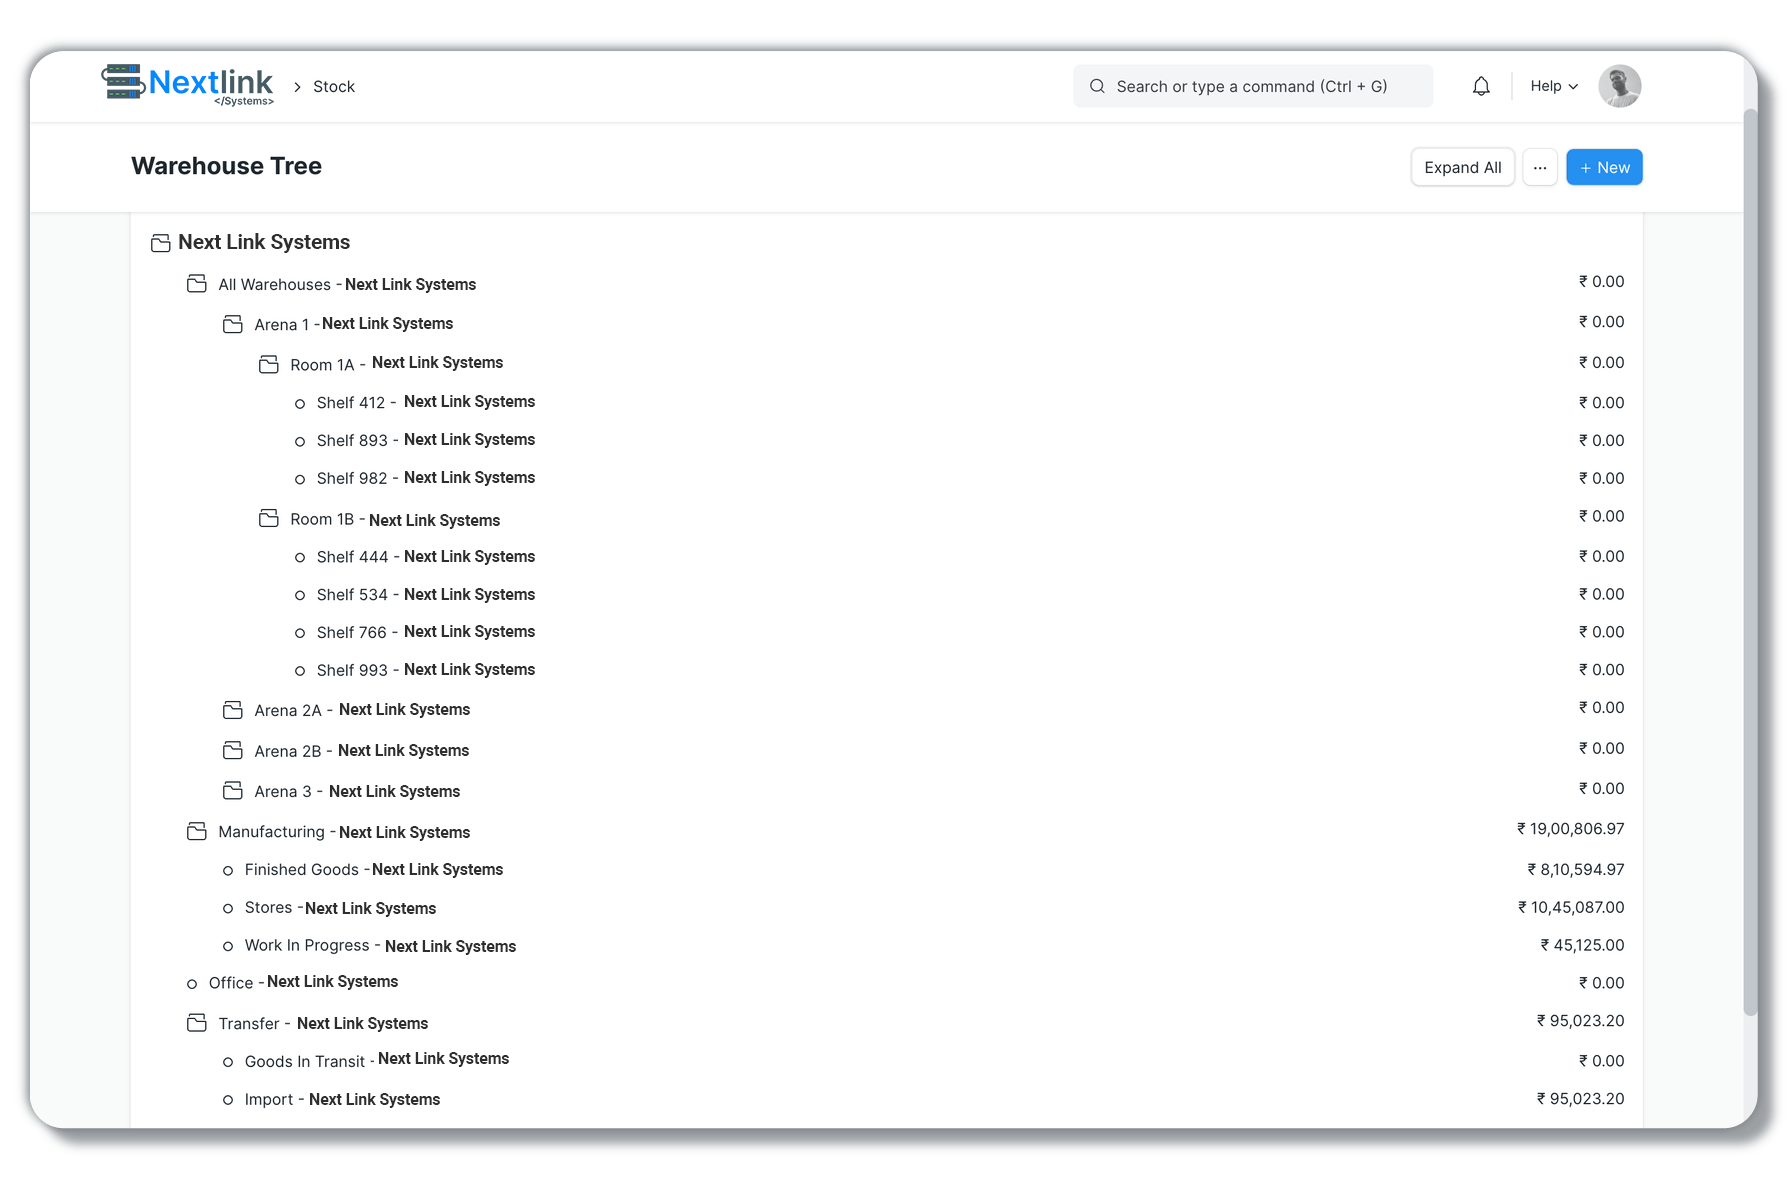 Nextlink
</Systems>
Stock
Search or type a command (Ctrl + G)
Help
Warehouse Tree
Expand All
...
+ New
Next Link Systems
All Warehouses - Next Link Systems ₹ 0.00
Arena 1 - Next Link Systems ₹ 0.00
Room 1A - Next Link Systems ₹ 0.00
Shelf 412 - Next Link Systems ₹ 0.00
Shelf 893 - Next Link Systems ₹ 0.00
Shelf 982 - Next Link Systems ₹ 0.00
Room 1B - Next Link Systems ₹ 0.00
Shelf 444 - Next Link Systems ₹ 0.00
Shelf 534 - Next Link Systems ₹ 0.00
Shelf 766 - Next Link Systems ₹ 0.00
Shelf 993 - Next Link Systems ₹ 0.00
Arena 2A - Next Link Systems ₹ 0.00
Arena 2B - Next Link Systems ₹ 0.00
Arena 3 - Next Link Systems ₹ 0.00
Manufacturing - Next Link Systems ₹ 19,00,806.97
Finished Goods - Next Link Systems ₹ 8,10,594.97
Stores - Next Link Systems ₹ 10,45,087.00
Work In Progress - Next Link Systems ₹ 45,125.00
Office - Next Link Systems ₹ 0.00
Transfer - Next Link Systems ₹ 95,023.20
Goods In Transit - Next Link Systems ₹ 0.00
Import - Next Link Systems ₹ 95,023.20